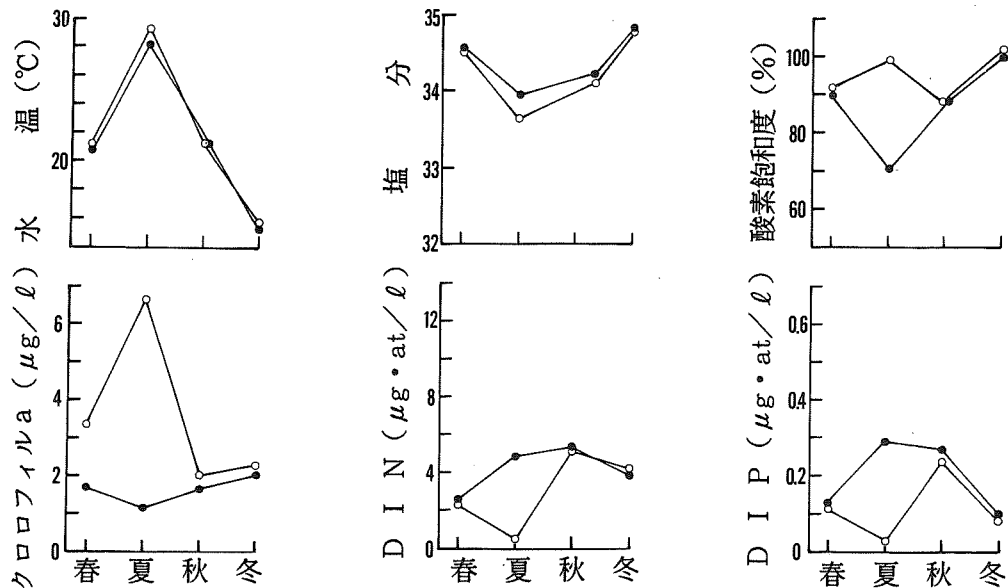 水温(℃)
30
20
塩分
35
34
33
32
酸素飽和度(%)
100
80
60
クロロフィルa(μg/ℓ)
6
4
2
0
春 夏 秋 冬
DIN(μg・at/ℓ)
12
8
4
0
春 夏 秋 冬
DIP(μg・at/ℓ)
0.6
0.4
0.2
0
春 夏 秋 冬